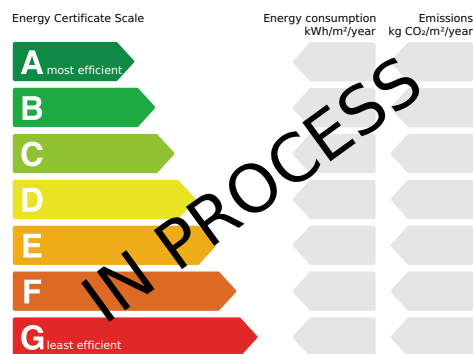 Energy Certificate Scale
Energy consumption
kWh/m²/year
Emissions
kg CO₂/m²/year
A most efficient
B
C
D
E
F
G least efficient
IN PROCESS